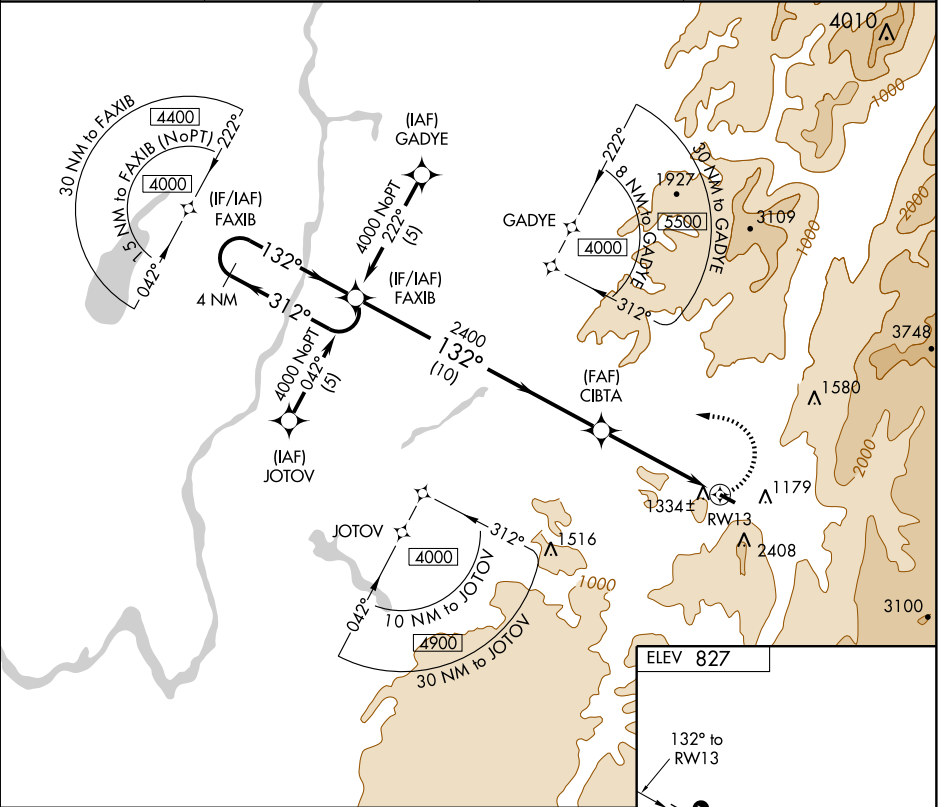 4010
1000
30 NM to FAXIB
4400
222°
15 NM to FAXIB (NoPT)
4000
042°
(IF/IAF)
FAXIB
(IAF)
GADYE
4000 NoPT
222°
(5)
132°
312°
4 NM
(IF/IAF)
FAXIB
4000 NoPT
042°
(5)
(IAF)
JOTOV
2400
132°
(10)
(FAF)
CIBTA
222°
30 NM to GADYE
8 NM to GADYE
1927
5500
GADYE
4000
312°
3109
1000
2000
3748
1580
2000
1334±
RW13
1179
2408
3100
JOTOV
312°
4000
042°
10 NM to JOTOV
4900
30 NM to JOTOV
1516
1000
ELEV 827
132° to
RW13